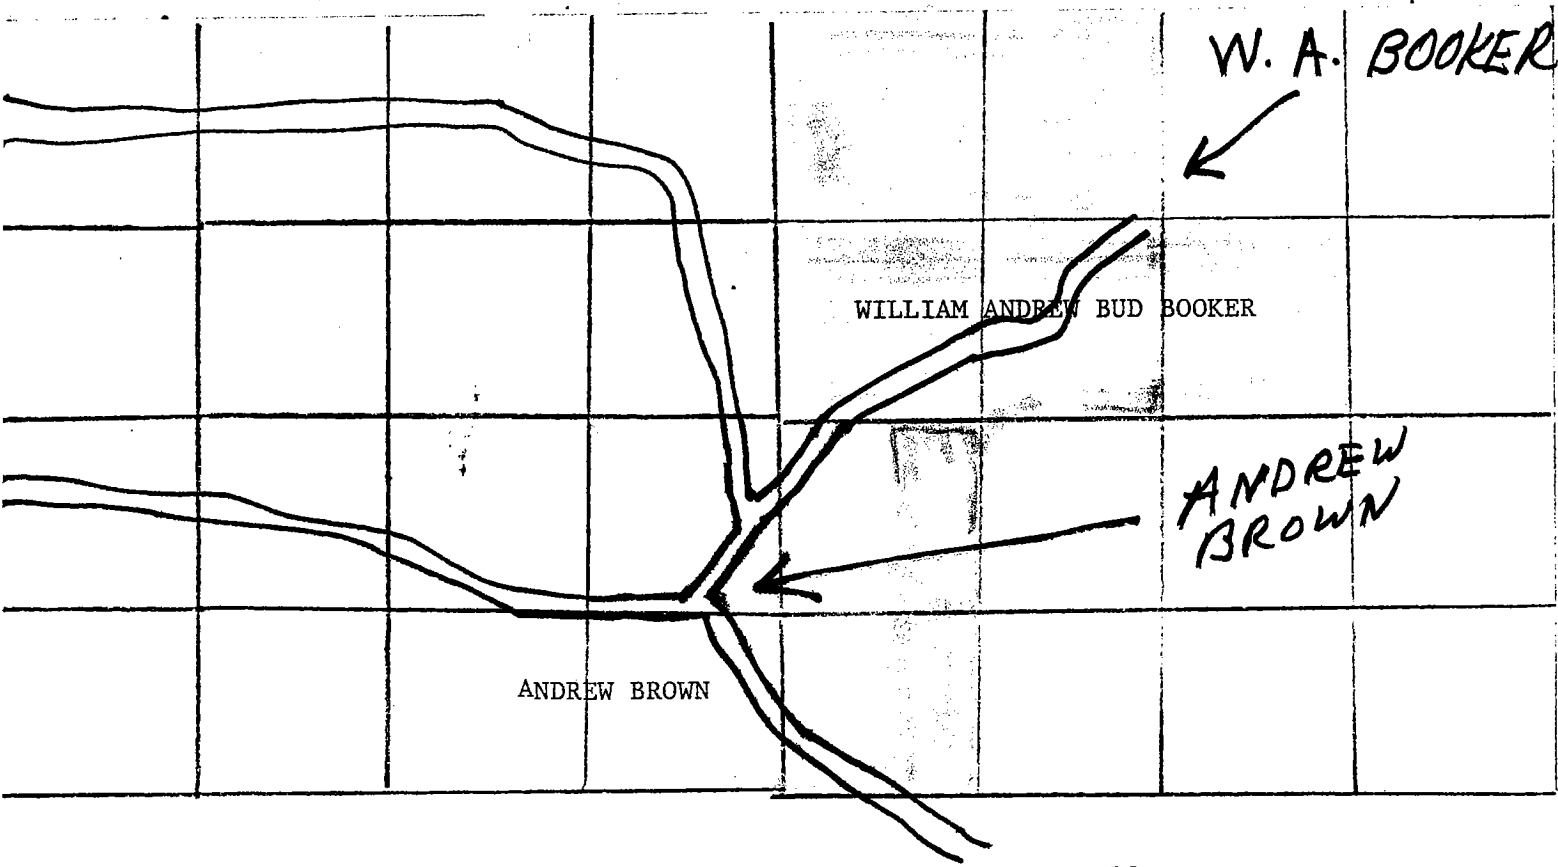 W. A. BOOKER
WILLIAM ANDREW BUD BOOKER
ANDREW
BROWN
ANDREW BROWN